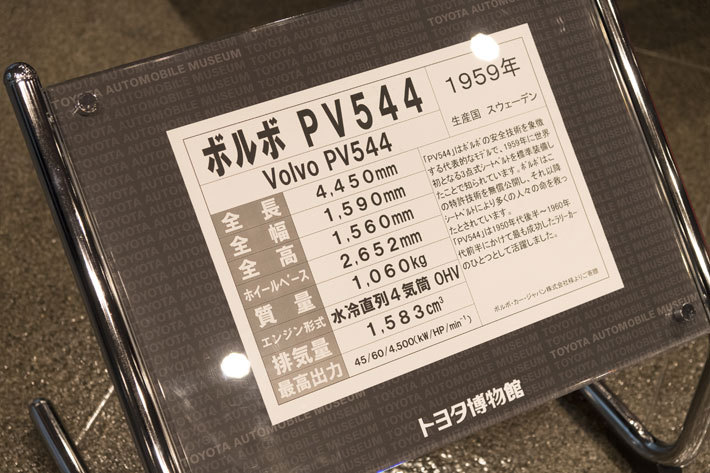 TOYOTA AUTOMOBILE MUSEUM
ボルボ PV544
Volvo PV544
1959年
生産国 スウェーデン
全長 4,450mm
全幅 1,590mm
全高 1,560mm
ホイールベース 2,652mm
質量 1,060kg
エンジン形式 水冷直列4気筒 OHV
排気量 1,583cm³
最高出力 45/60/4,500(kW/HP/min⁻¹)
「PV544」はボルボの安全技術を象徴
する代表的なモデルで、1959年に世界
初となる3点式シートベルトを標準装備し
たことで知られています。ボルボはこ
の特許技術を無償公開し、それ以降
シートベルトにより多くの人々の命を救っ
たとされています。
「PV544」は1950年代後半~1960年
代前半にかけて最も成功したラリーカー
のひとつとして活躍しました。
ボルボ・カー・ジャパン株式会社様よりご寄贈
トヨタ博物館